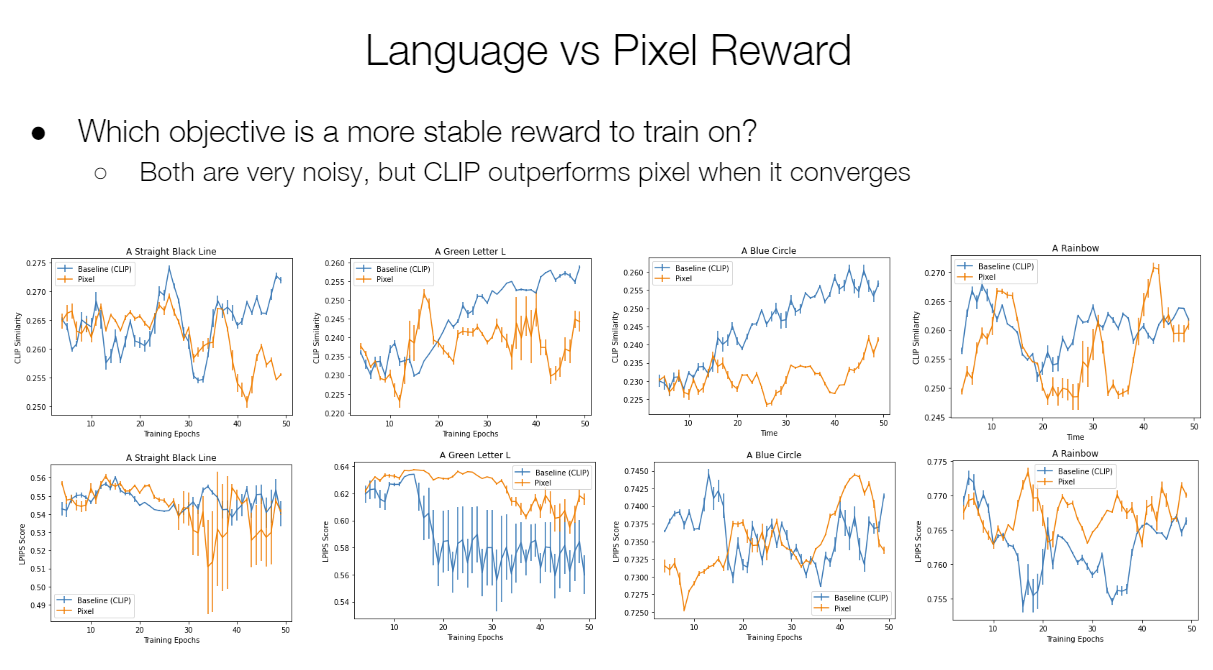 Language vs Pixel Reward
● Which objective is a more stable reward to train on?
○ Both are very noisy, but CLIP outperforms pixel when it converges
A Straight Black Line
Baseline (CLIP)
Pixel
CLIP Similarity
0.275
0.270
0.265
0.260
0.255
0.250
10 20 30 40 50
Training Epochs
A Green Letter L
Baseline (CLIP)
Pixel
CLIP Similarity
0.260
0.255
0.250
0.245
0.240
0.235
0.230
0.225
0.220
10 20 30 40 50
Training Epochs
A Blue Circle
Baseline (CLIP)
Pixel
CLIP Similarity
0.260
0.255
0.250
0.245
0.240
0.235
0.230
0.225
10 20 30 40 50
Time
A Rainbow
Baseline (CLIP)
Pixel
CLIP Similarity
0.270
0.265
0.260
0.255
0.250
0.245
10 20 30 40 50
Time
A Straight Black Line
LPIPS Score
0.56
0.55
0.54
0.53
0.52
0.51
0.50
0.49
Baseline (CLIP)
Pixel
10 20 30 40 50
Training Epochs
A Green Letter L
Baseline (CLIP)
Pixel
LPIPS Score
0.64
0.62
0.60
0.58
0.56
0.54
10 20 30 40 50
Training Epochs
A Blue Circle
LPIPS Score
0.7450
0.7425
0.7400
0.7375
0.7350
0.7325
0.7300
0.7275
0.7250
Baseline (CLIP)
Pixel
10 20 30 40 50
Training Epochs
A Rainbow
Baseline (CLIP)
Pixel
LPIPS Score
0.775
0.770
0.765
0.760
0.755
10 20 30 40 50
Training Epochs